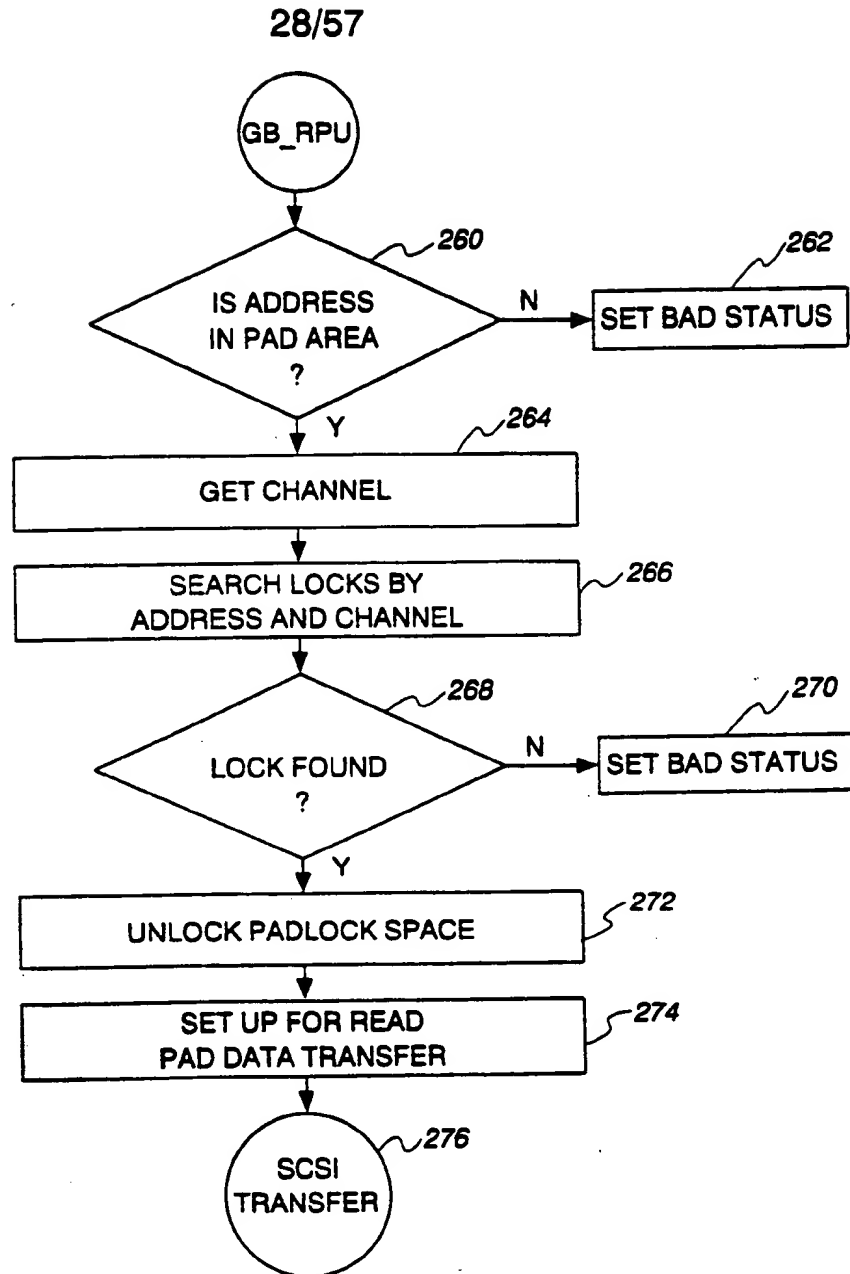 28/57
GB_RPU
260
IS ADDRESS
IN PAD AREA
?
N
262
SET BAD STATUS
Y
264
GET CHANNEL
266
SEARCH LOCKS BY
ADDRESS AND CHANNEL
268
LOCK FOUND
?
N
270
SET BAD STATUS
Y
272
UNLOCK PADLOCK SPACE
274
SET UP FOR READ
PAD DATA TRANSFER
276
SCSI
TRANSFER